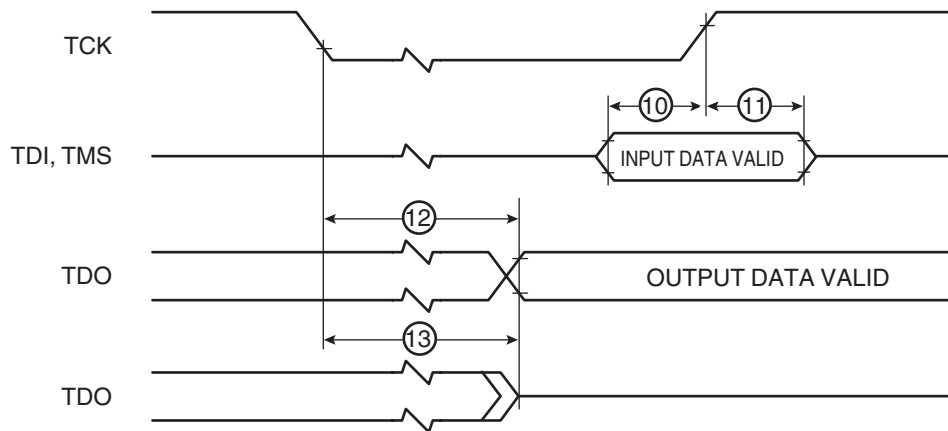 TCK
10
11
TDI, TMS
INPUT DATA VALID
12
TDO
OUTPUT DATA VALID
13
TDO